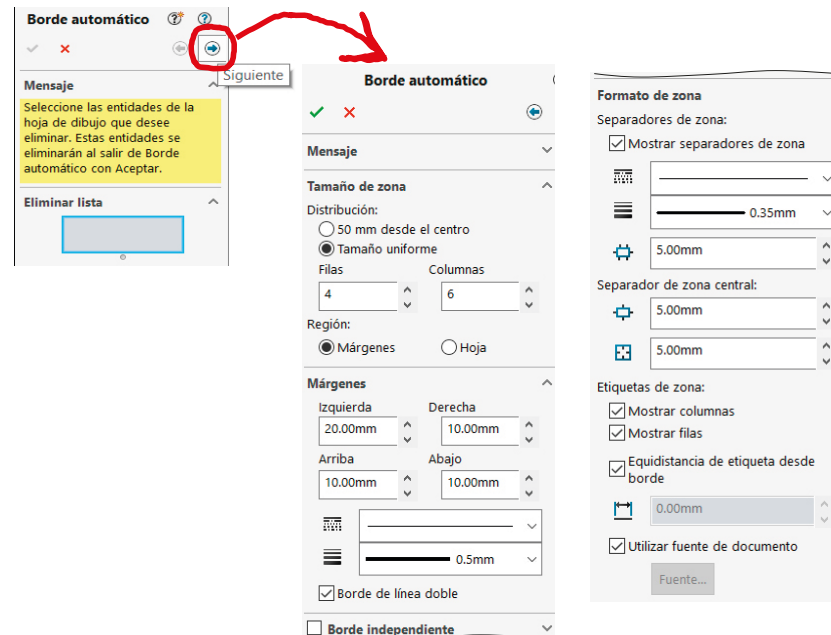 Borde automático
Siguiente
Mensaje
Seleccione las entidades de la
hoja de dibujo que desee
eliminar. Estas entidades se
eliminarán al salir de Borde
automático con Aceptar.
Eliminar lista
Borde automático
Mensaje
Tamaño de zona
Distribución:
50 mm desde el centro
Tamaño uniforme
Filas Columnas
4 6
Región:
Márgenes Hoja
Márgenes
Izquierda Derecha
20.00mm 10.00mm
Arriba Abajo
10.00mm 10.00mm
0.5mm
Borde de línea doble
Borde independiente
Formato de zona
Separadores de zona:
Mostrar separadores de zona
0.35mm
5.00mm
Separador de zona central:
5.00mm
5.00mm
Etiquetas de zona:
Mostrar columnas
Mostrar filas
Equidistancia de etiqueta desde
borde
0.00mm
Utilizar fuente de documento
Fuente...